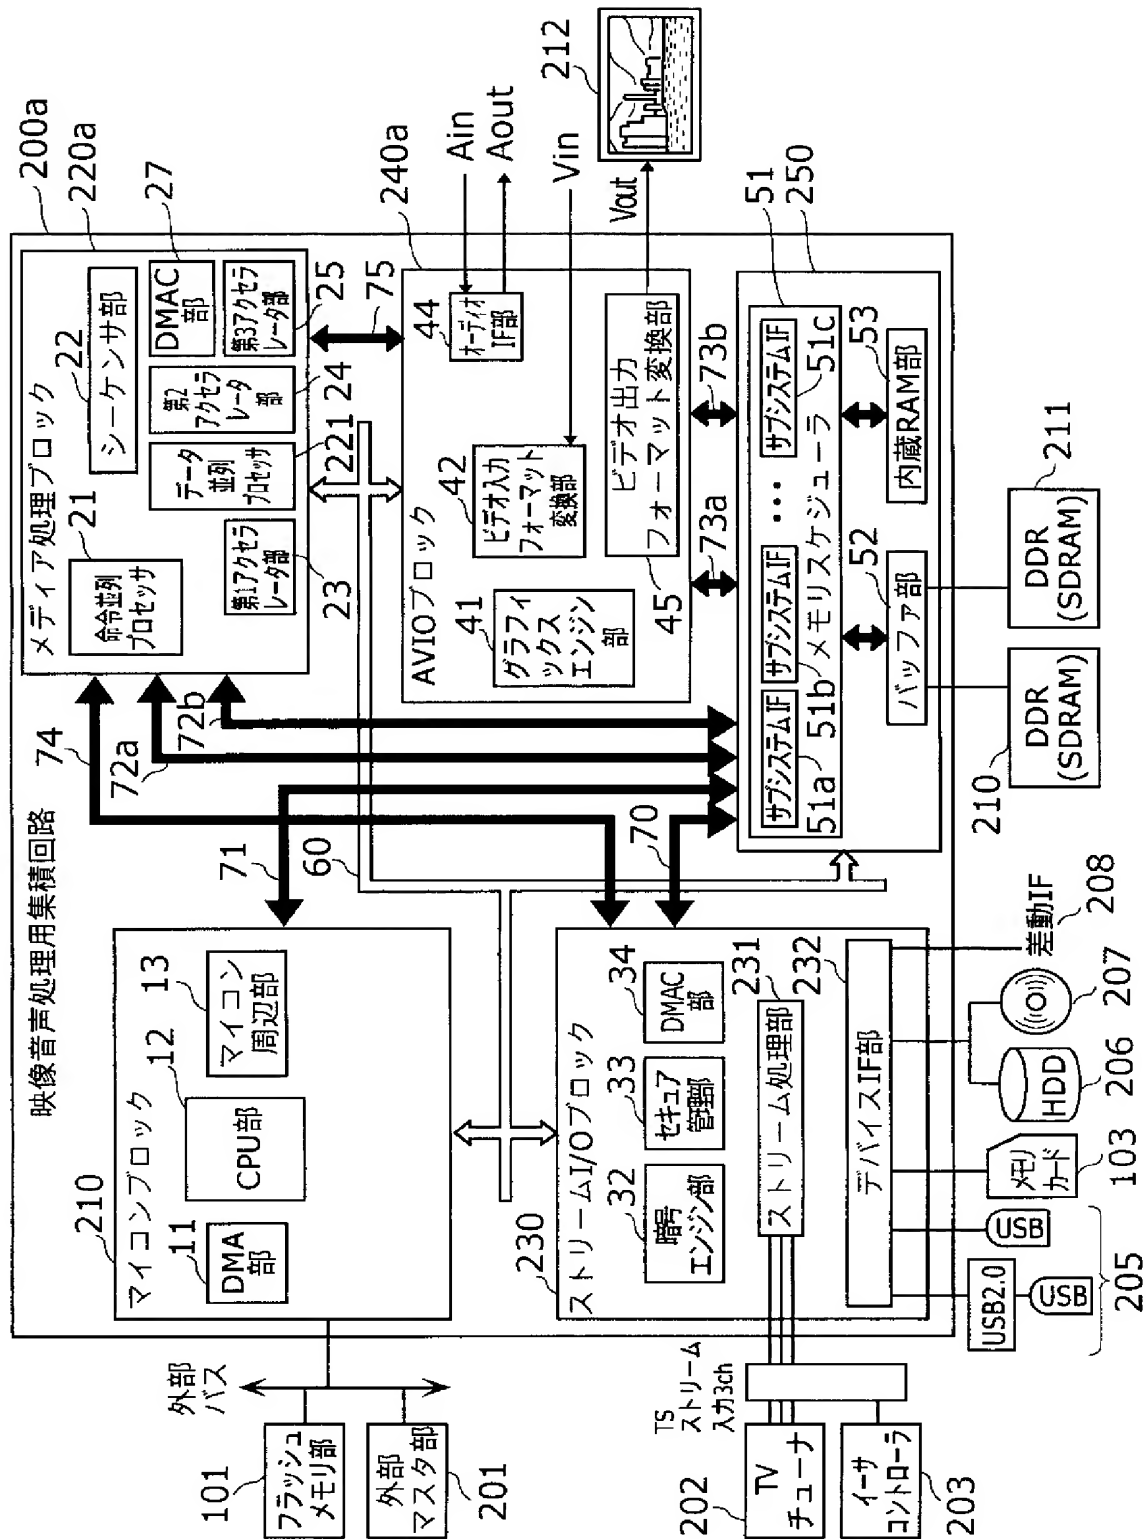 映像音声処理用集積回路
200a
外部
バス
101
フラッシュ
メモリ部
外部
マスタ部
201
210
マイコンブロック
11
DMA
部
12
CPU部
13
マイコン
周辺部
71
60
74
72a
72b
220a
メディア処理ブロック
21
命令並列
プロセッサ
22
シーケンサ部
27
DMAC
部
第1アクセラ
レータ部
23
データ
並列
プロセッサ
221
第2
アクセラ
レータ
部
24
第3アクセラ
レータ部
25
75
240a
AVIOブロック
41
グラフィ
ックス
エンジン
部
42
ビデオ入力
フォーマット
変換部
44
オーディオ
IF部
45
ビデオ出力
フォーマット変換部
Ain
Aout
Vin
Vout
212
73a
73b
TS
ストリーム
入力3ch
202
TV
チューナ
イーサ
コントローラ
203
230
ストリームI/Oブロック
32
暗号
エンジン部
33
セキュア
管理部
34
DMAC部
231
ストリーム処理部
232
デバイスIF部
70
51
250
サブシステムIF
サブシステムIF
••••
サブシステムIF
51a
51b
メモリスケジューラ
51c
52
バッファ部
53
内蔵RAM部
210
DDR
(SDRAM)
211
DDR
(SDRAM)
USB2.0
USB
USB
205
メモリ
カード
103
HDD
206
207
差動IF
208